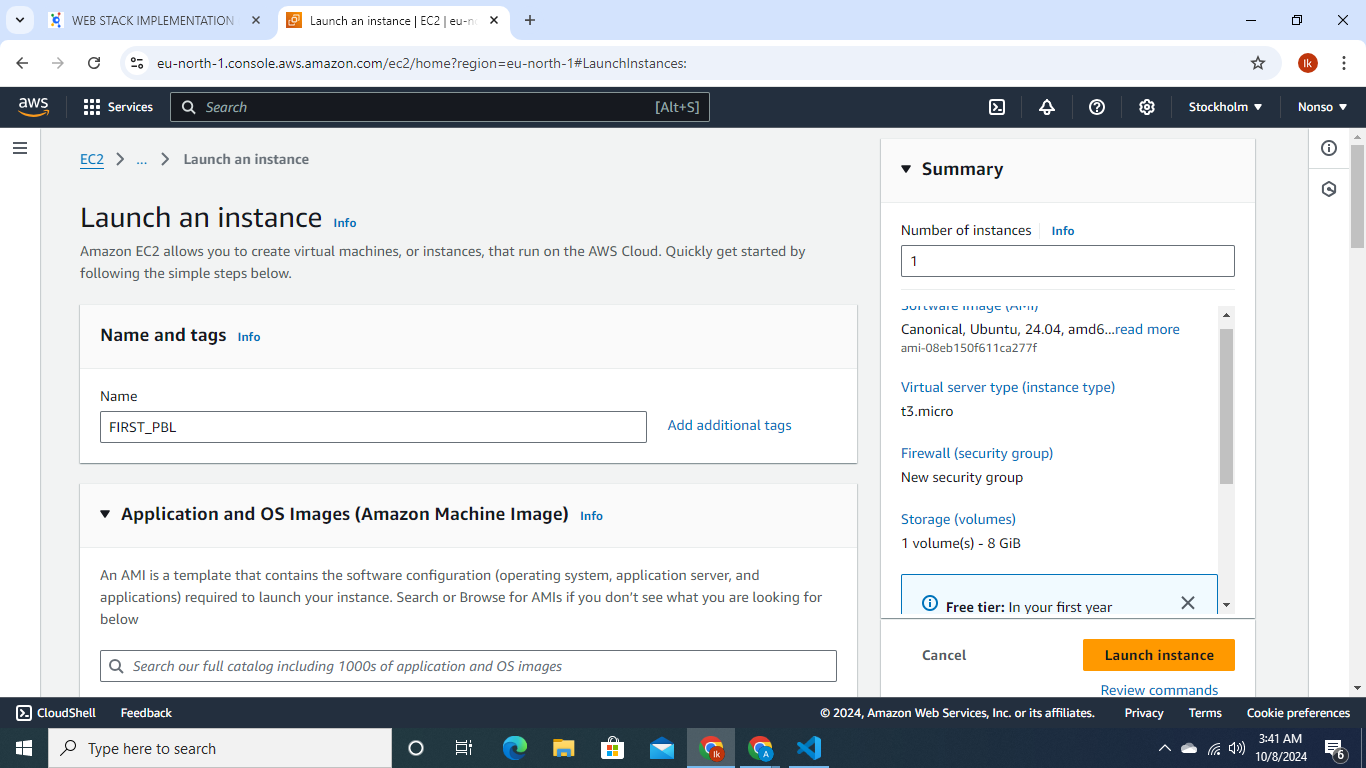 WEB STACK IMPLEMENTATION
Launch an instance | EC2 | eu-no
eu-north-1.console.aws.amazon.com/ec2/home?region=eu-north-1#LaunchInstances:
Ik
aws
Services
Search
[Alt+S]
Stockholm
Nonso
EC2
...
Launch an instance
Launch an instance
Info
Amazon EC2 allows you to create virtual machines, or instances, that run on the AWS Cloud. Quickly get started by
following the simple steps below.
Name and tags
Info
Name
FIRST_PBL
Add additional tags
Application and OS Images (Amazon Machine Image)
Info
An AMI is a template that contains the software configuration (operating system, application server, and
applications) required to launch your instance. Search or Browse for AMIs if you don't see what you are looking for
below
Search our full catalog including 1000s of application and OS images
Summary
Number of instances
Info
1
Software Image (AMI)
Canonical, Ubuntu, 24.04, amd6...read more
ami-08eb150f611ca277f
Virtual server type (instance type)
t3.micro
Firewall (security group)
New security group
Storage (volumes)
1 volume(s) - 8 GiB
Free tier: In your first year
Cancel
Launch instance
Review commands
CloudShell
Feedback
© 2024, Amazon Web Services, Inc. or its affiliates.
Privacy
Terms
Cookie preferences
Type here to search
Ik
A
3:41 AM
10/8/2024
6